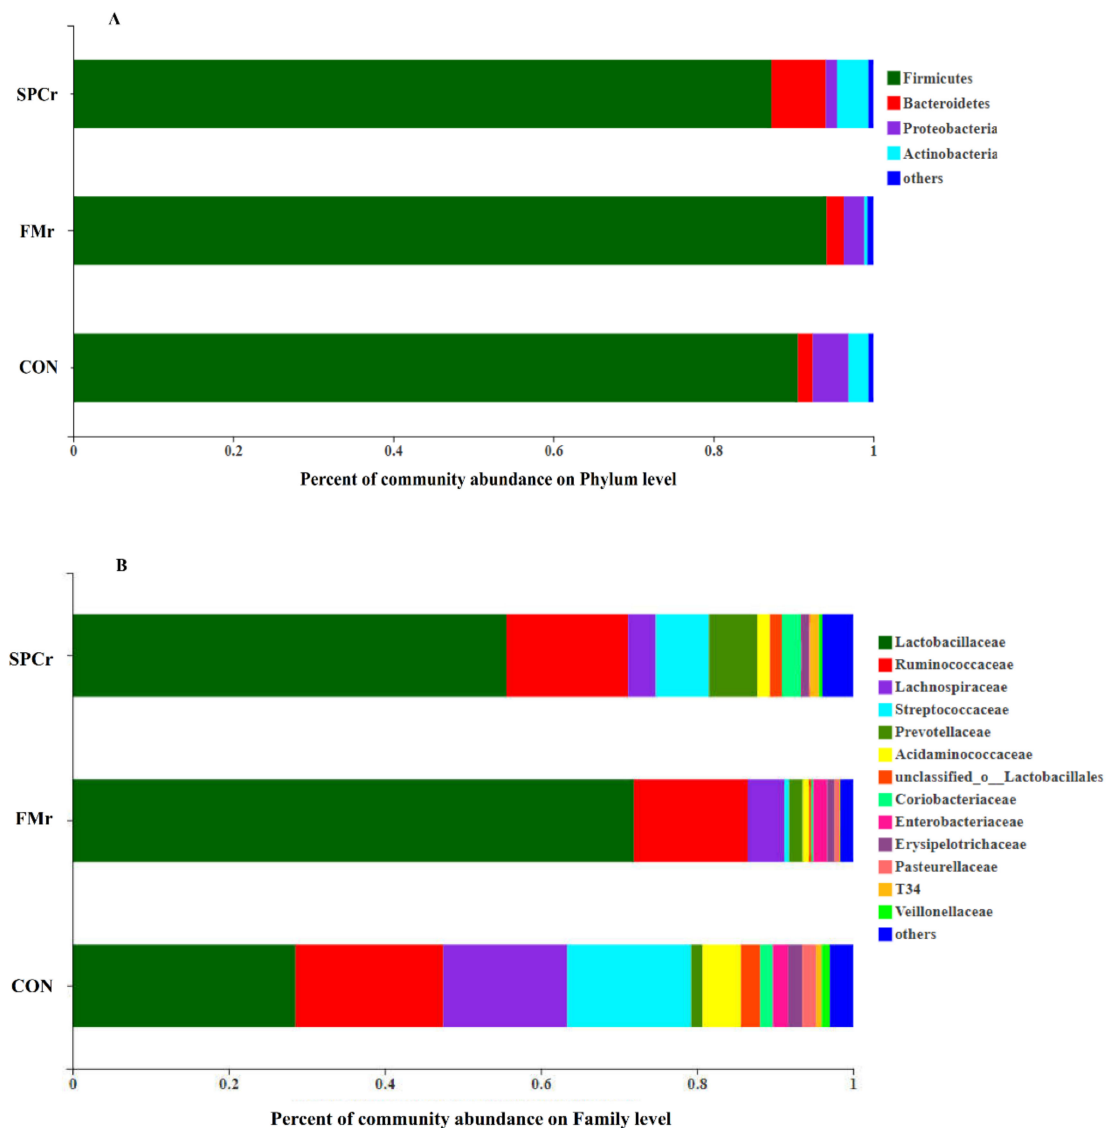 A
SPCr
FMr
CON
Firmicutes
Bacteroidetes
Proteobacteria
Actinobacteria
others
0 0.2 0.4 0.6 0.8 1
Percent of community abundance on Phylum level
B
SPCr
FMr
CON
Lactobacillaceae
Ruminococcaceae
Lachnospiraceae
Streptococcaceae
Prevotellaceae
Acidaminococcaceae
unclassified_o__Lactobacillales
Coriobacteriaceae
Enterobacteriaceae
Erysipelotrichaceae
Pasteurellaceae
T34
Veillonellaceae
others
0 0.2 0.4 0.6 0.8 1
Percent of community abundance on Family level